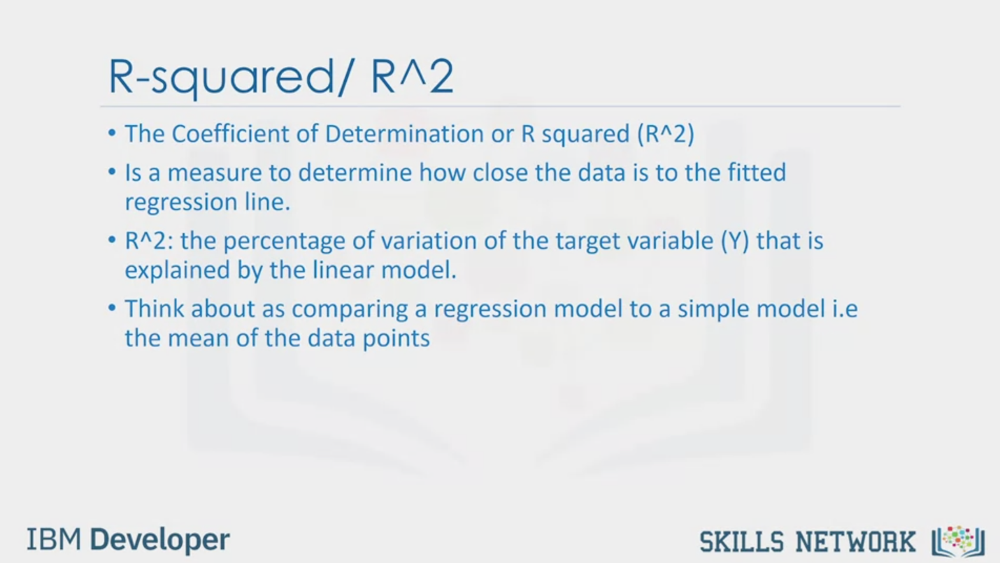 R-squared/ R^2
• The Coefficient of Determination or R squared (R^2)
• Is a measure to determine how close the data is to the fitted
regression line.
• R^2: the percentage of variation of the target variable (Y) that is
explained by the linear model.
• Think about as comparing a regression model to a simple model i.e
the mean of the data points
IBM Developer
SKILLS NETWORK